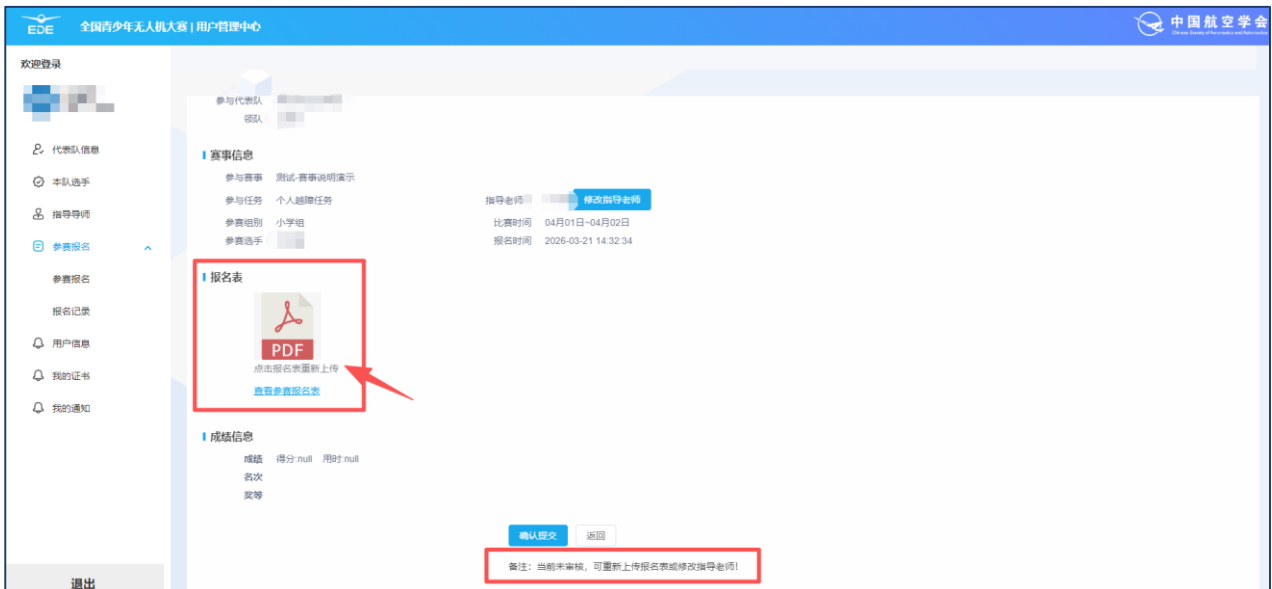 EDE 全国青少年无人机大赛 | 用户管理中心
中国航空学会
Chinese Society of Aeronautics and Astronautics
欢迎登录
代表队信息
本队选手
指导导师
参赛报名
参赛报名
报名记录
用户信息
我的证书
我的通知
退出
参与代表队
领队
赛事信息
参与赛事 测试-赛事说明演示
参与任务 个人越障任务 指导老师 修改指导老师
参赛组别 小学组 比赛时间 04月01日~04月02日
参赛选手 报名时间 2026-03-21 14:32:34
报名表
PDF
点击报名表重新上传
查看参赛报名表
成绩信息
成绩 得分:null 用时:null
名次
奖等
确认提交 返回
备注：当前未审核，可重新上传报名表或修改指导老师!